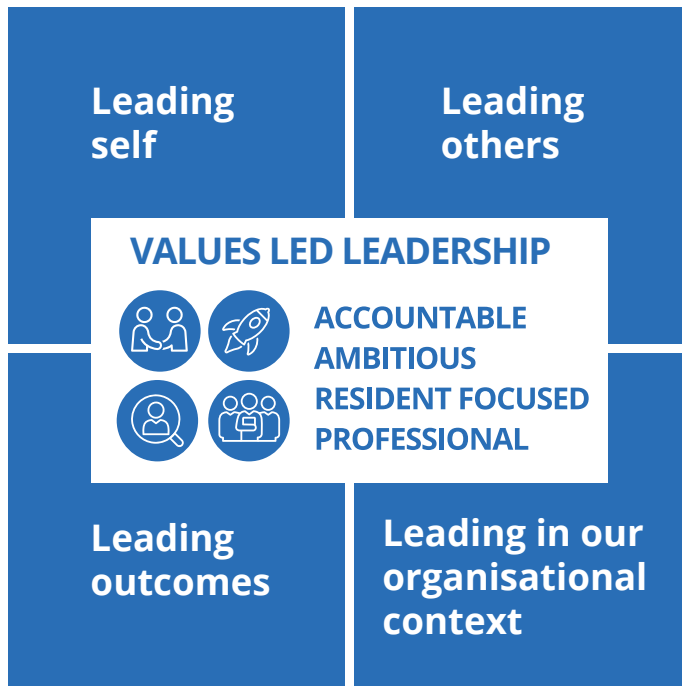 Leading
self
Leading
others
VALUES LED LEADERSHIP
ACCOUNTABLE
AMBITIOUS
RESIDENT FOCUSED
PROFESSIONAL
Leading
outcomes
Leading in our
organisational
context